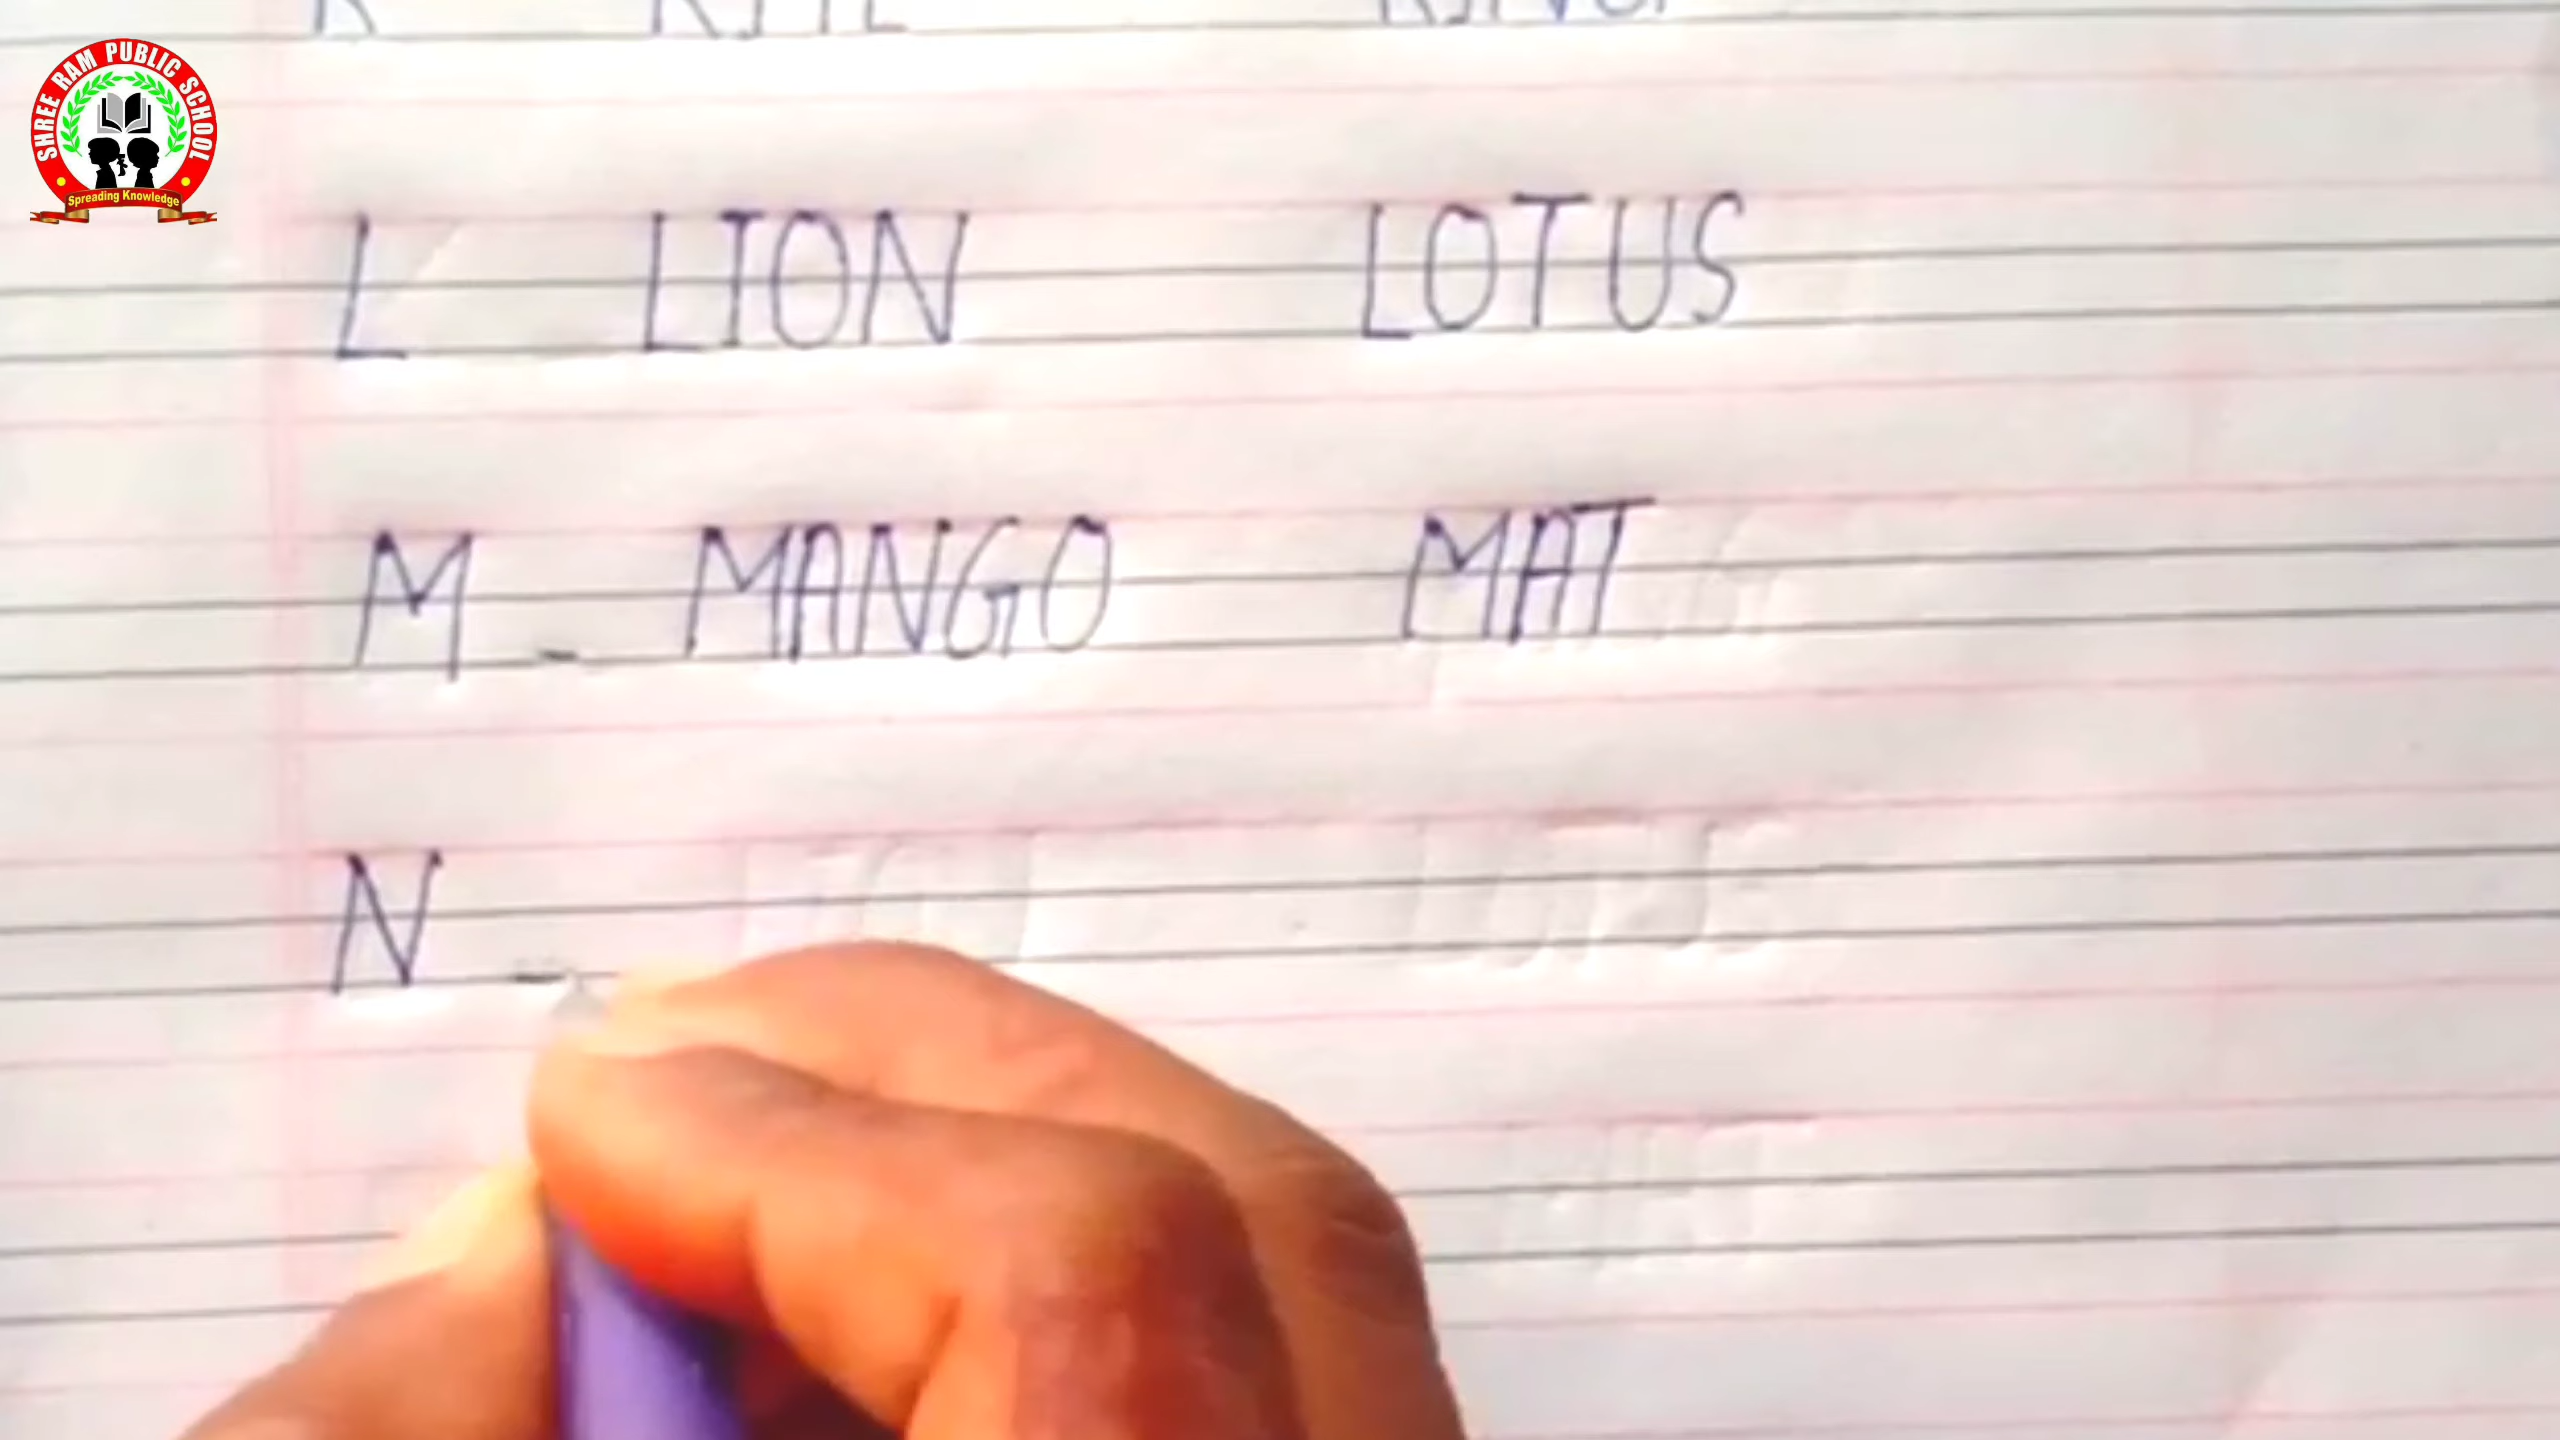 SHREE RAM PUBLIC SCHOOL
Spreading Knowledge
L LION LOTUS
M _ MANGO MAT
N _